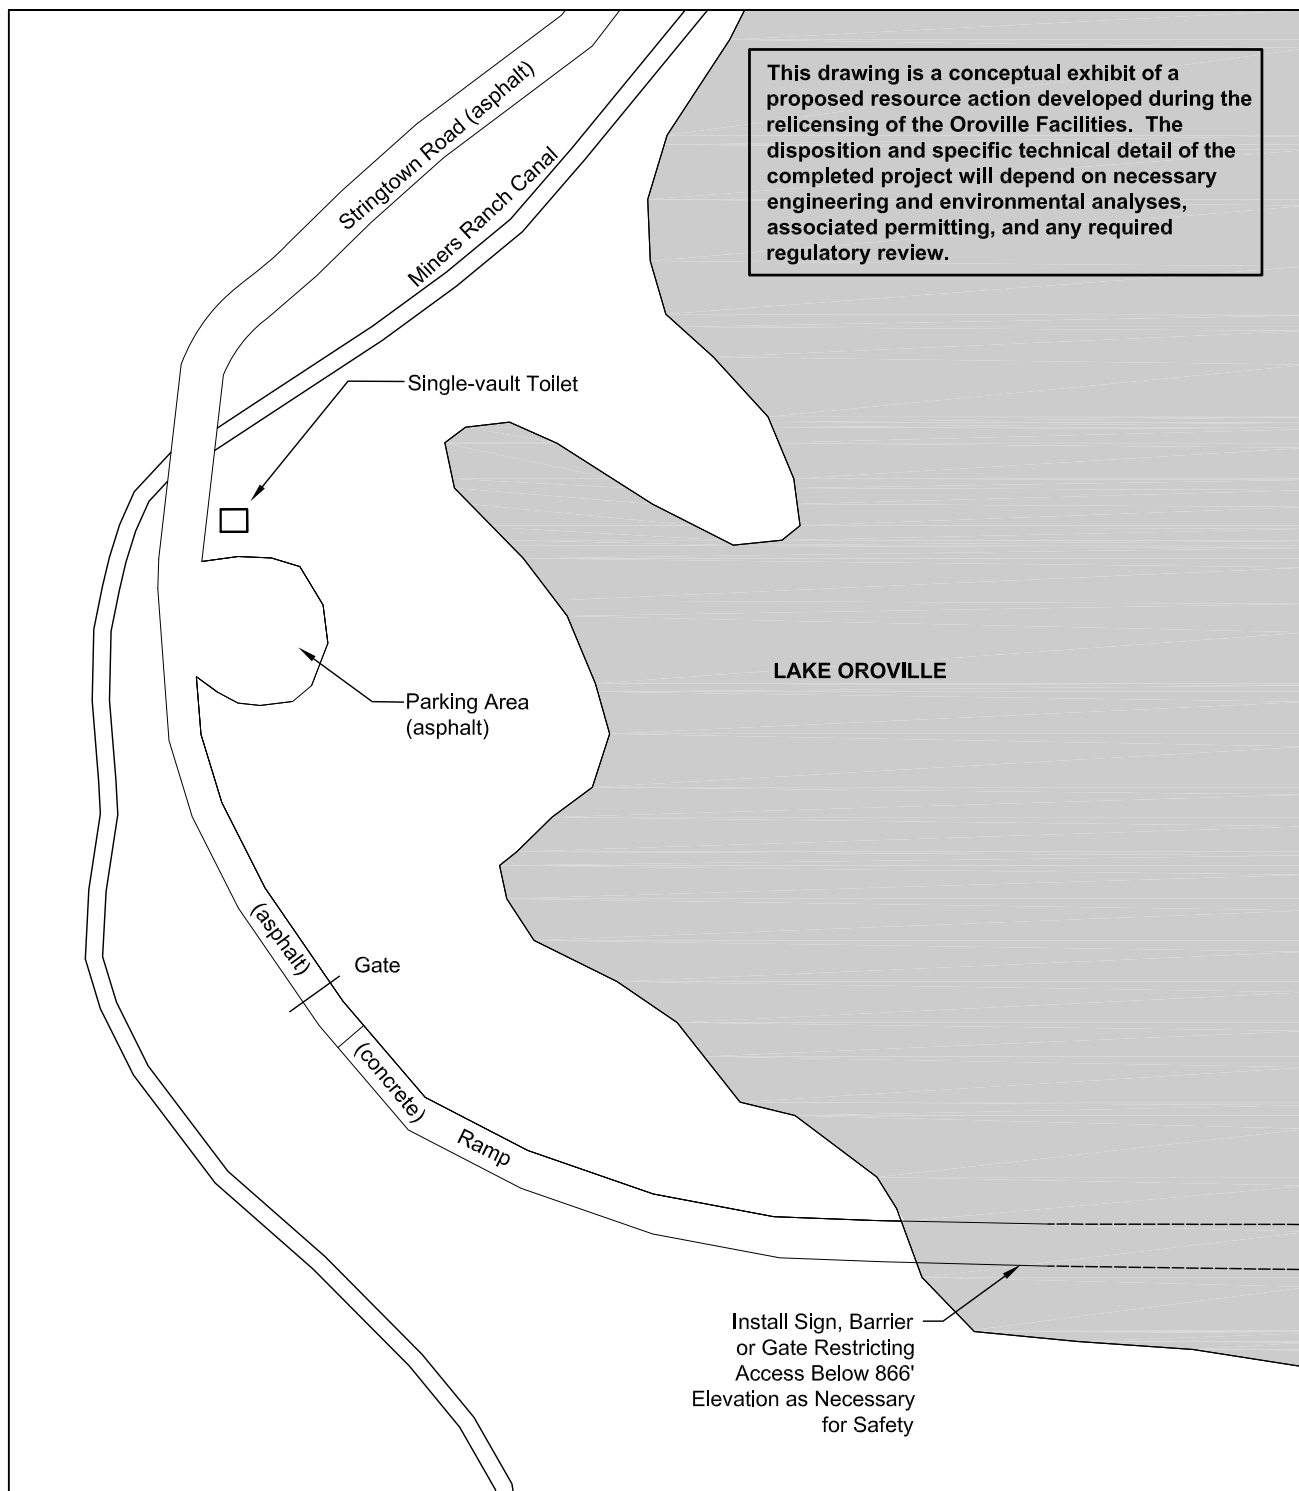 This drawing is a conceptual exhibit of a
proposed resource action developed during the
relicensing of the Oroville Facilities.  The
disposition and specific technical detail of the
completed project will depend on necessary
engineering and environmental analyses,
associated permitting, and any required
regulatory review.
Stringtown Road (asphalt)
Miners Ranch Canal
Single-vault Toilet
LAKE OROVILLE
Parking Area
(asphalt)
(asphalt)
Gate
(concrete)
Ramp
Install Sign, Barrier
or Gate Restricting
Access Below 866'
Elevation as Necessary
for Safety